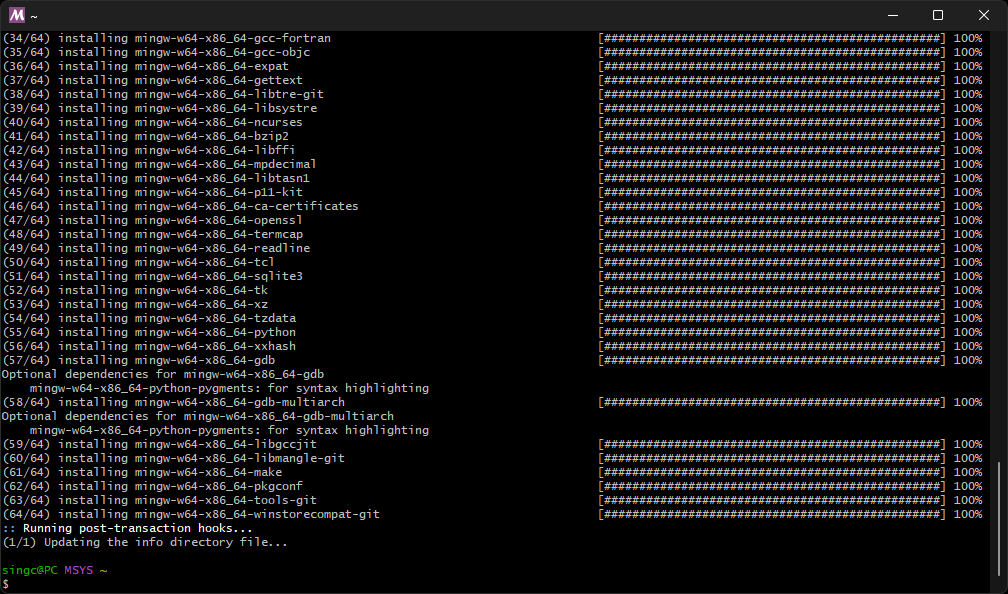 M ~
(34/64) installing mingw-w64-x86_64-gcc-fortran [###########################################] 100%
(35/64) installing mingw-w64-x86_64-gcc-objc [###########################################] 100%
(36/64) installing mingw-w64-x86_64-expat [###########################################] 100%
(37/64) installing mingw-w64-x86_64-gettext [###########################################] 100%
(38/64) installing mingw-w64-x86_64-libtre-git [###########################################] 100%
(39/64) installing mingw-w64-x86_64-libsystre [###########################################] 100%
(40/64) installing mingw-w64-x86_64-ncurses [###########################################] 100%
(41/64) installing mingw-w64-x86_64-bzip2 [###########################################] 100%
(42/64) installing mingw-w64-x86_64-libffi [###########################################] 100%
(43/64) installing mingw-w64-x86_64-mpdecimal [###########################################] 100%
(44/64) installing mingw-w64-x86_64-libtasn1 [###########################################] 100%
(45/64) installing mingw-w64-x86_64-p11-kit [###########################################] 100%
(46/64) installing mingw-w64-x86_64-ca-certificates [###########################################] 100%
(47/64) installing mingw-w64-x86_64-openssl [###########################################] 100%
(48/64) installing mingw-w64-x86_64-termcap [###########################################] 100%
(49/64) installing mingw-w64-x86_64-readline [###########################################] 100%
(50/64) installing mingw-w64-x86_64-tcl [###########################################] 100%
(51/64) installing mingw-w64-x86_64-sqlite3 [###########################################] 100%
(52/64) installing mingw-w64-x86_64-tk [###########################################] 100%
(53/64) installing mingw-w64-x86_64-xz [###########################################] 100%
(54/64) installing mingw-w64-x86_64-tzdata [###########################################] 100%
(55/64) installing mingw-w64-x86_64-python [###########################################] 100%
(56/64) installing mingw-w64-x86_64-xxhash [###########################################] 100%
(57/64) installing mingw-w64-x86_64-gdb [###########################################] 100%
Optional dependencies for mingw-w64-x86_64-gdb
    mingw-w64-x86_64-python-pygments: for syntax highlighting
(58/64) installing mingw-w64-x86_64-gdb-multiarch [###########################################] 100%
Optional dependencies for mingw-w64-x86_64-gdb-multiarch
    mingw-w64-x86_64-python-pygments: for syntax highlighting
(59/64) installing mingw-w64-x86_64-libgccjit [###########################################] 100%
(60/64) installing mingw-w64-x86_64-libmangle-git [###########################################] 100%
(61/64) installing mingw-w64-x86_64-make [###########################################] 100%
(62/64) installing mingw-w64-x86_64-pkgconf [###########################################] 100%
(63/64) installing mingw-w64-x86_64-tools-git [###########################################] 100%
(64/64) installing mingw-w64-x86_64-winstorecompat-git [###########################################] 100%
:: Running post-transaction hooks...
(1/1) Updating the info directory file...
singc@PC MSYS ~
$